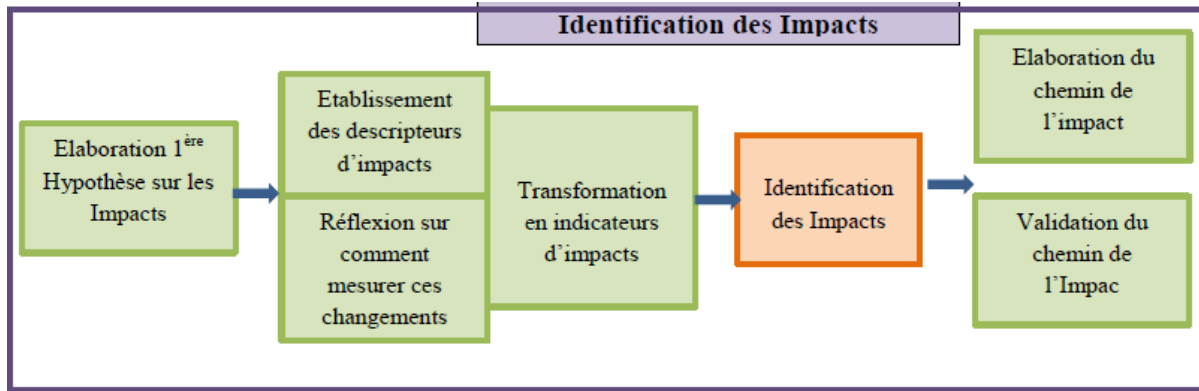 Identification des Impacts
Elaboration 1ère
Hypothèse sur les
Impacts
Etablissement
des descripteurs
d'impacts
Réflexion sur
comment
mesurer ces
changements
Transformation
en indicateurs
d'impacts
Identification
des Impacts
Elaboration du
chemin de
l'impact
Validation du
chemin de
l'Impac